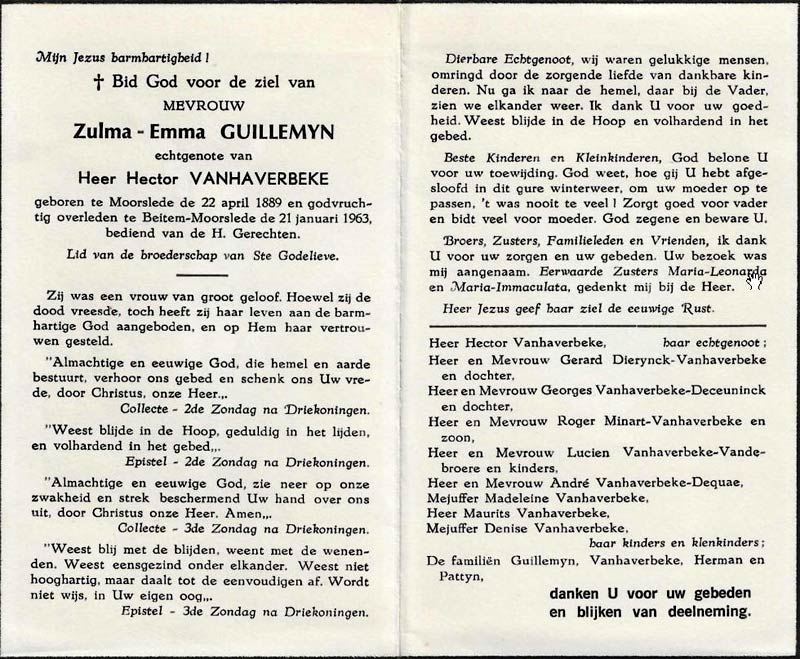 Mijn Jezus barmhartigheid !
† Bid God voor de ziel van
MEVROUW
Zulma - Emma GUILLEMYN
echtgenote van
Heer Hector VANHAVERBEKE
geboren te Moorslede de 22 april 1889 en godvruch-
tig overleden te Beitem-Moorslede de 21 januari 1963,
bediend van de H. Gerechten.
Lid van de broederschap van Ste Godelieve.
Zij was een vrouw van groot geloof. Hoewel zij de
dood vreesde, toch heeft zij haar leven aan de barm-
hartige God aangeboden, en op Hem haar vertrou-
wen gesteld.
"Almachtige en eeuwige God, die hemel en aarde
bestuurt, verhoor ons gebed en schenk ons Uw vre-
de, door Christus, onze Heer.,,
Collecte - 2de Zondag na Driekoningen.
"Weest blijde in de Hoop, geduldig in het lijden,
en volhardend in het gebed,,.
Epistel - 2de Zondag na Driekoningen.
"Almachtige en eeuwige God, zie neer op onze
zwakheid en strek beschermend Uw hand over ons
uit, door Christus onze Heer. Amen,,.
Collecte - 3de Zondag na Driekoningen.
"Weest blij met de blijden, weent met de wenen-
den. Weest eensgezind onder elkander. Weest niet
hooghartig, maar daalt tot de eenvoudigen af. Wordt
niet wijs, in Uw eigen oog,,.
Epistel - 3de Zondag na Driekoningen.
Dierbare Echtgenoot, wij waren gelukkige mensen,
omringd door de zorgende liefde van dankbare kin-
deren. Nu ga ik naar de hemel, daar bij de Vader,
zien we elkander weer. Ik dank U voor uw goed-
heid. Weest blijde in de Hoop en volhardend in het
gebed.
Beste Kinderen en Kleinkinderen, God belone U
voor uw toewijding. God weet, hoe gij U hebt afge-
sloofd in dit gure winterweer, om uw moeder op te
passen, 't was nooit te veel ! Zorgt goed voor vader
en bidt veel voor moeder. God zegene en beware U.
Broers, Zusters, Familieleden en Vrienden, ik dank
U voor uw zorgen en uw gebeden. Uw bezoek was
mij aangenaam. Eerwaarde Zusters Maria-Leonarda
en Maria-Immaculata, gedenkt mij bij de Heer.
Heer Jezus geef haar ziel de eeuwige Rust.
Heer Hector Vanhaverbeke, haar echtgenoot ;
Heer en Mevrouw Gerard Dierynck-Vanhaverbeke
en dochter,
Heer en Mevrouw Georges Vanhaverbeke-Deceuninck
en dochter,
Heer en Mevrouw Roger Minart-Vanhaverbeke en
zoon,
Heer en Mevrouw Lucien Vanhaverbeke-Vande-
broere en kinders,
Heer en Mevrouw André Vanhaverbeke-Dequae,
Mejuffer Madeleine Vanhaverbeke,
Heer Maurits Vanhaverbeke,
Mejuffer Denise Vanhaverbeke,
haar kinders en klenkinders ;
De familiën Guillemyn, Vanhaverbeke, Herman en
Pattyn,
danken U voor uw gebeden
en blijken van deelneming.